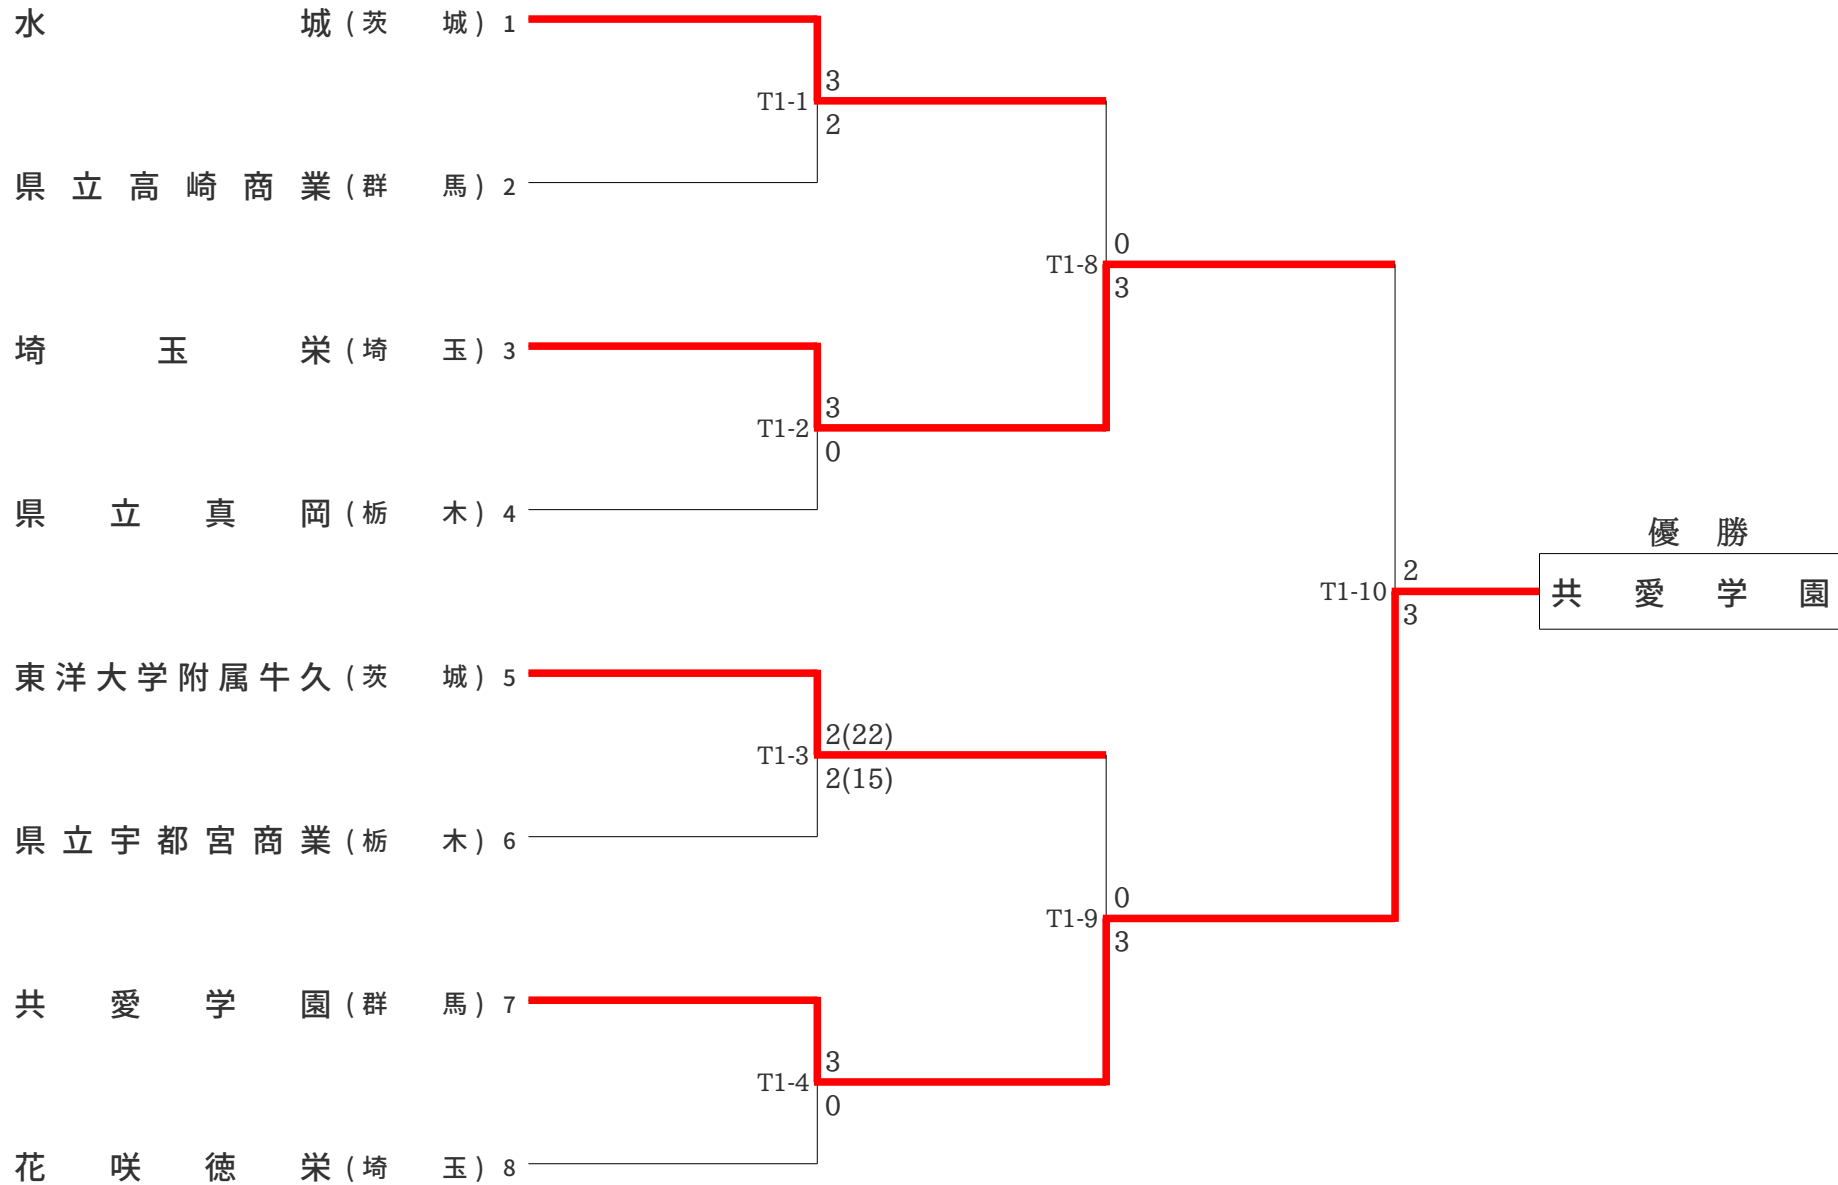 水城(茨城) 1
3
T1-1
2
県立高崎商業(群馬) 2
0
T1-8
3
埼玉栄(埼玉) 3
3
T1-2
0
県立真岡(栃木) 4
優勝
2
T1-10
共愛学園
3
東洋大学附属牛久(茨城) 5
2(22)
T1-3
2(15)
県立宇都宮商業(栃木) 6
0
T1-9
3
共愛学園(群馬) 7
3
T1-4
0
花咲徳栄(埼玉) 8